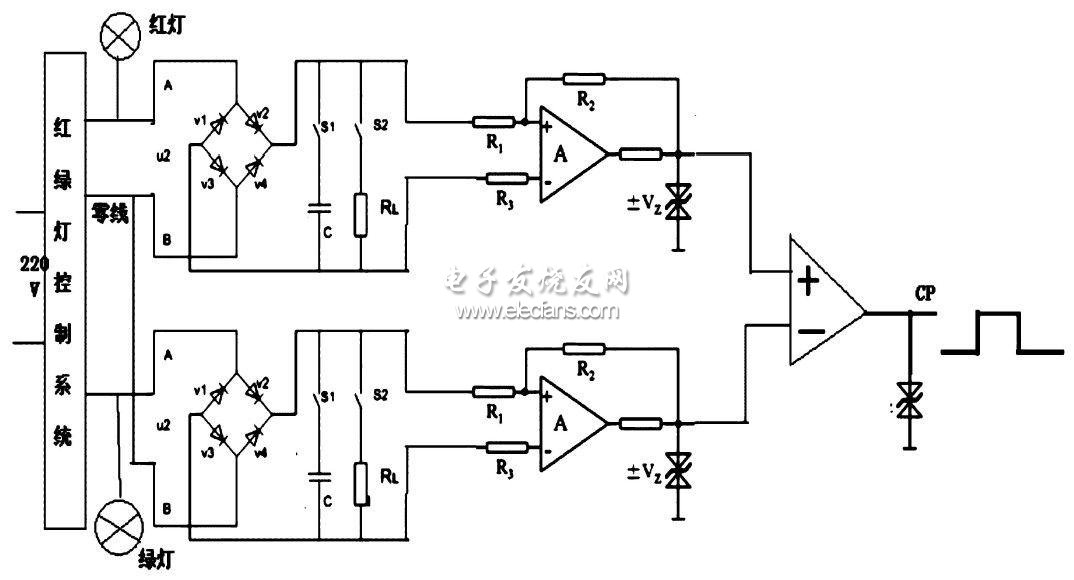 红灯
A
v1
v2
u2
v3
v4
B
S1
S2
C
RL
R1
R2
R3
+
-
A
±VZ
红绿灯控制系统
零线
220
V
电子发烧友网
www.elecfans.com
+
-
CP
A
v1
v2
u2
v3
v4
B
S1
S2
C
RL
R1
R2
R3
+
-
A
±VZ
绿灯